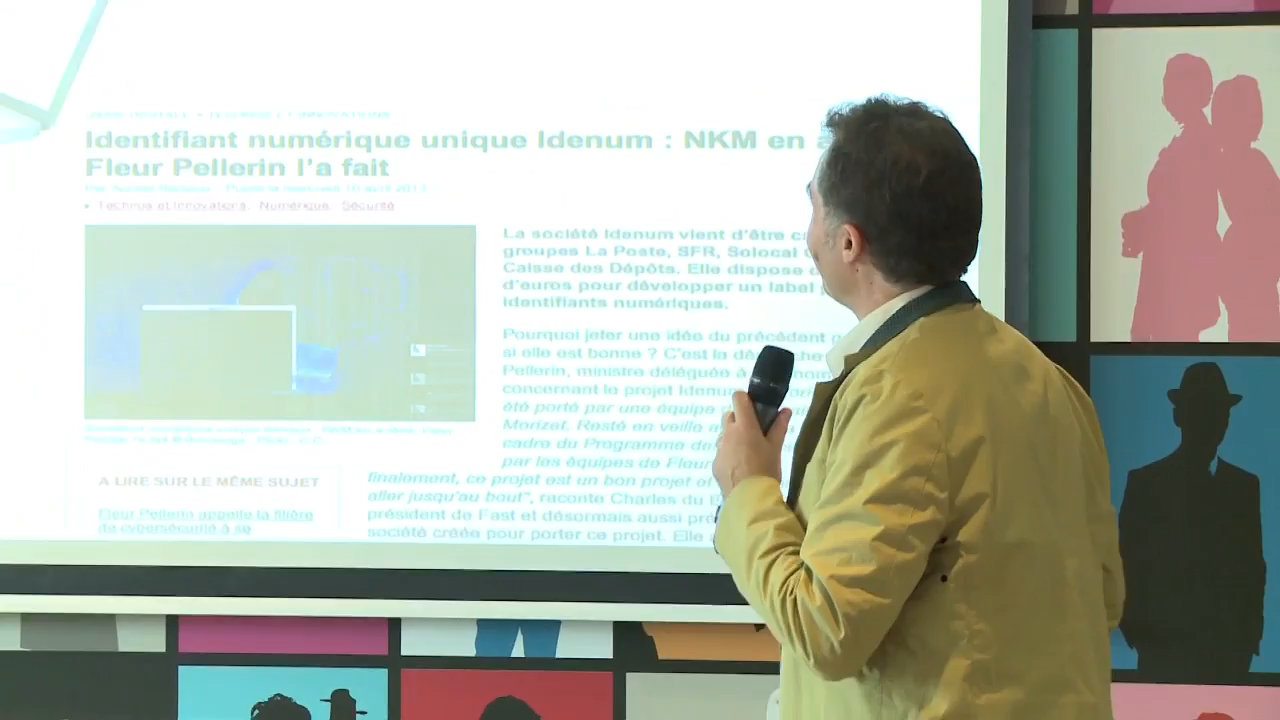 Identifiant numérique unique Idenum : NKM en
Fleur Pellerin l'a fait
Technos et Innovations, Numérique, Sécurité
La société Idenum vient d'être
groupes La Poste, SFR, Solocal
Caisse des Dépôts. Elle dispose
d'euros pour développer un label
identifiants numériques.
Pourquoi jeter une idée du précédent
si elle est bonne ? C'est la
Pellerin, ministre déléguée à
concernant le projet
été porté par une équipe
Morizet. Resté en veille
cadre du Programme
par les équipes de Fleur
finalement, ce projet est un bon projet
aller jusqu'au bout", raconte Charles du
président de Fast et désormais aussi
société créée pour porter ce projet. Elle
A LIRE SUR LE MÊME SUJET
Fleur Pellerin appelle la filière
de cybersécurité à se